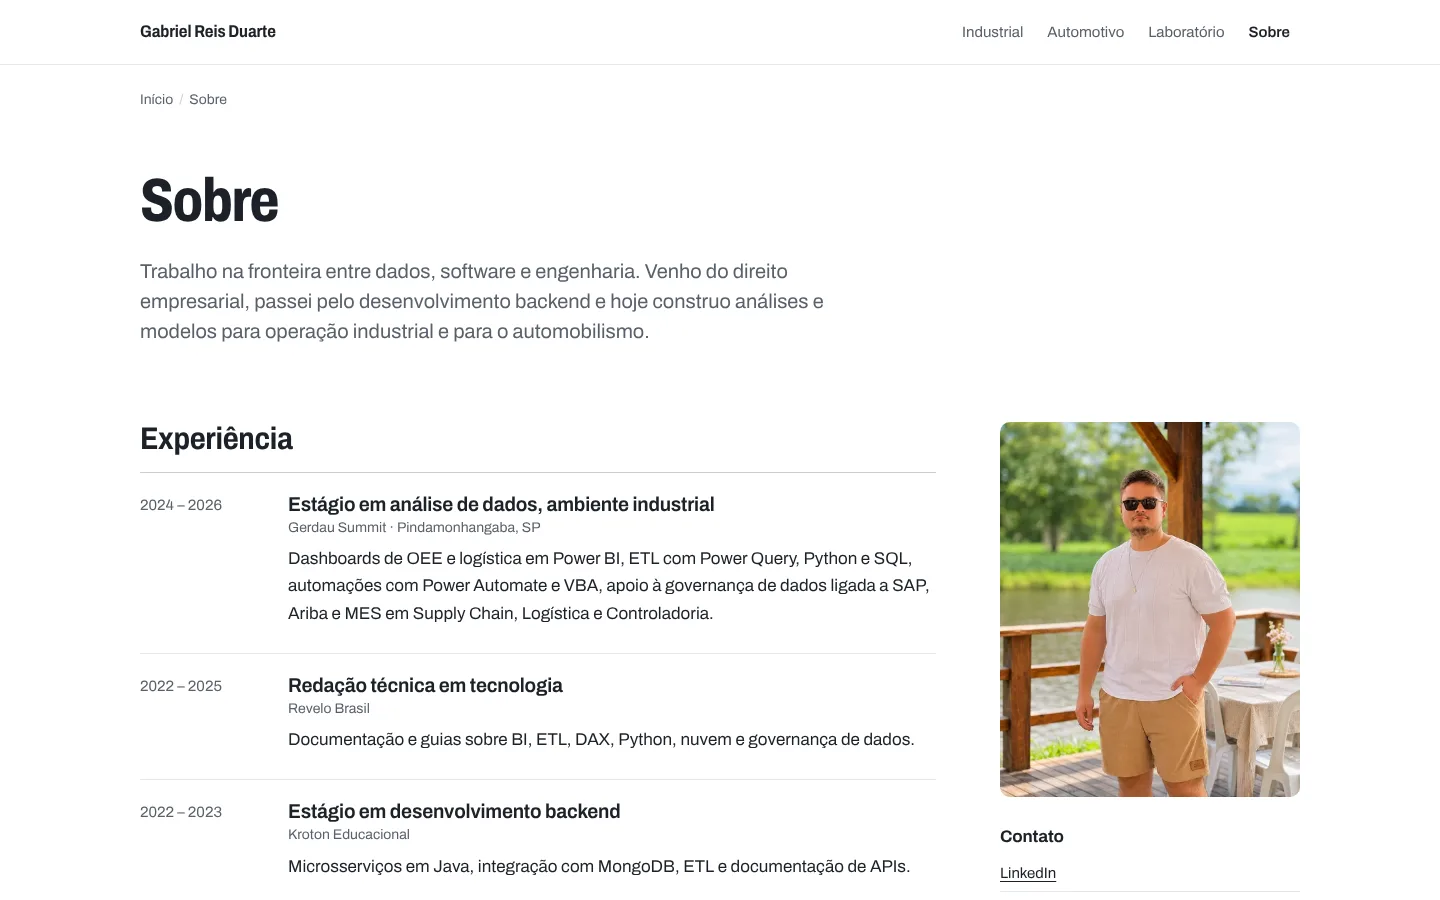 Gabriel Reis Duarte
Industrial Automotivo Laboratório Sobre
Início / Sobre
Sobre
Trabalho na fronteira entre dados, software e engenharia. Venho do direito
empresarial, passei pelo desenvolvimento backend e hoje construo análises e
modelos para operação industrial e para o automobilismo.
Experiência
2024 – 2026
Estágio em análise de dados, ambiente industrial
Gerdau Summit · Pindamonhangaba, SP
Dashboards de OEE e logística em Power BI, ETL com Power Query, Python e SQL,
automações com Power Automate e VBA, apoio à governança de dados ligada a SAP,
Ariba e MES em Supply Chain, Logística e Controladoria.
2022 – 2025
Redação técnica em tecnologia
Revelo Brasil
Documentação e guias sobre BI, ETL, DAX, Python, nuvem e governança de dados.
2022 – 2023
Estágio em desenvolvimento backend
Kroton Educacional
Microsserviços em Java, integração com MongoDB, ETL e documentação de APIs.
Contato
LinkedIn